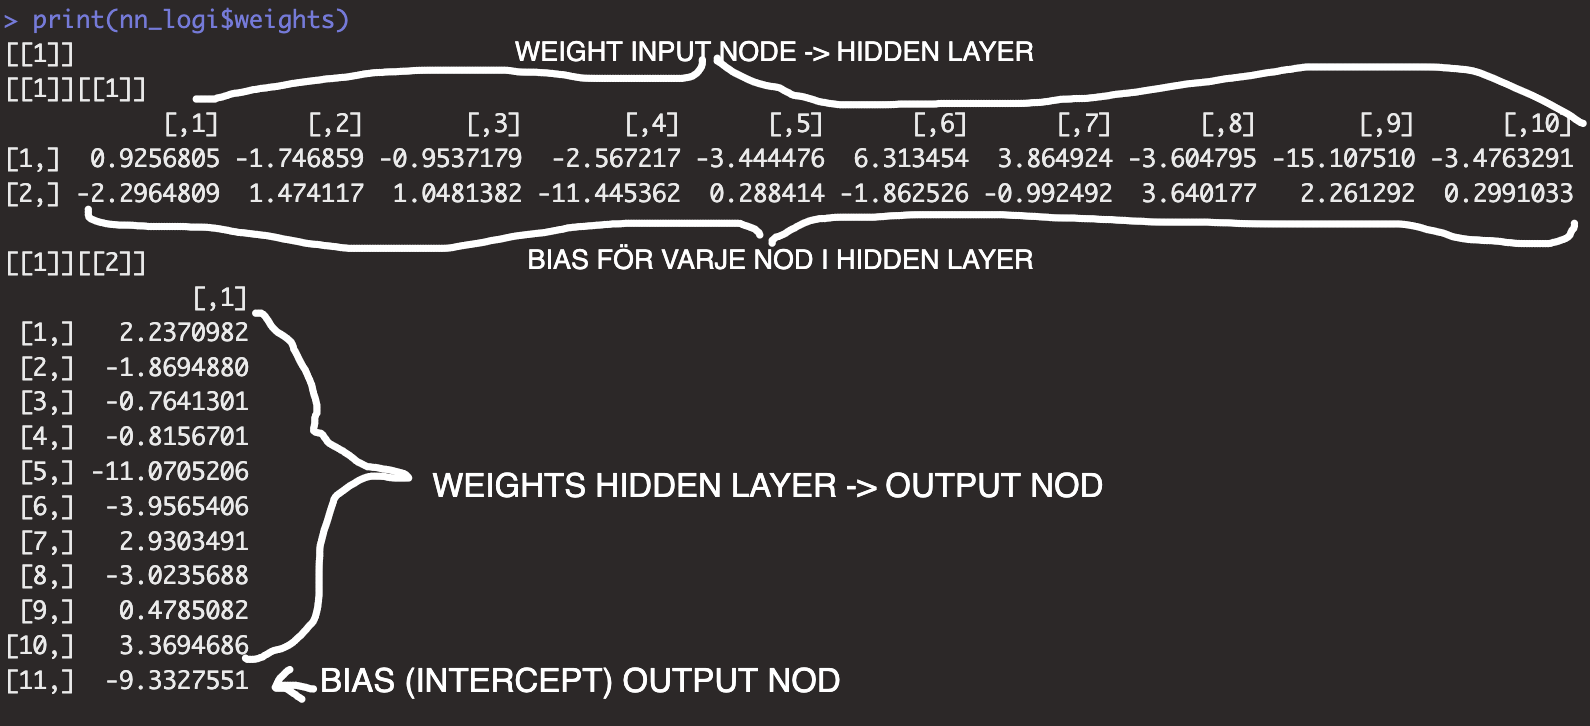 > print(nn_logi$weights)
[[1]]
WEIGHT INPUT NODE -> HIDDEN LAYER
[[1]][[1]]
[,1] [,2] [,3] [,4] [,5] [,6] [,7] [,8] [,9] [,10]
[1,] 0.9256805 -1.746859 -0.9537179 -2.567217 -3.444476 6.313454 3.864924 -3.604795 -15.107510 -3.4763291
[2,] -2.2964809 1.474117 1.0481382 -11.445362 0.288414 -1.862526 -0.992492 3.640177 2.261292 0.2991033
BIAS FÖR VARJE NOD I HIDDEN LAYER
[[1]][[2]]
[,1]
[1,] 2.2370982
[2,] -1.8694880
[3,] -0.7641301
[4,] -0.8156701
[5,] -11.0705206
[6,] -3.9565406
[7,] 2.9303491
[8,] -3.0235688
[9,] 0.4785082
[10,] 3.3694686
[11,] -9.3327551
WEIGHTS HIDDEN LAYER -> OUTPUT NOD
BIAS (INTERCEPT) OUTPUT NOD